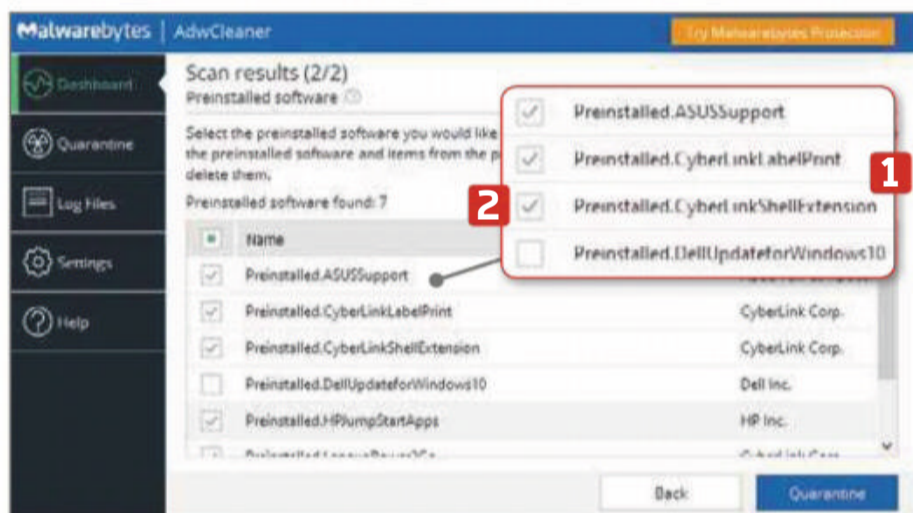 Malwarebytes | AdwCleaner
Try Malwarebytes Protection
Dashboard
Quarantine
Log Files
Settings
Help
Scan results (2/2)
Preinstalled software
Select the preinstalled software you would like
the preinstalled software and items from the p
delete them.
Preinstalled software found: 7
Name
Preinstalled.ASUSSupport
Preinstalled.CyberLinkLabelPrint CyberLink Corp.
Preinstalled.CyberLinkShellExtension CyberLink Corp.
Preinstalled.DellUpdateforWindows10 Dell Inc.
Preinstalled.HPJumpStartApps HP Inc.
Back
Quarantine
Preinstalled.ASUSSupport
Preinstalled.CyberLinkLabelPrint
1
2
Preinstalled.CyberLinkShellExtension
Preinstalled.DellUpdateforWindows10